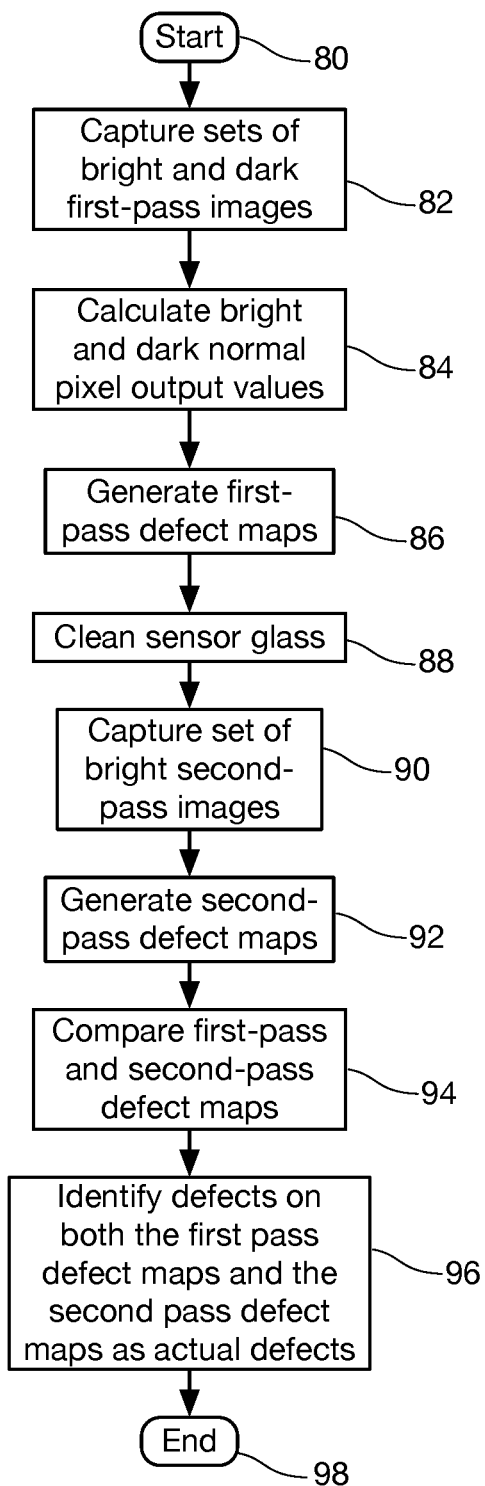 Start
80
Capture sets of
bright and dark
first-pass images
82
Calculate bright
and dark normal
pixel output values
84
Generate first-
pass defect maps
86
Clean sensor glass
88
Capture set of
bright second-
pass images
90
Generate second-
pass defect maps
92
Compare first-pass
and second-pass
defect maps
94
Identify defects on
both the first pass
defect maps and the
second pass defect
maps as actual defects
96
End
98